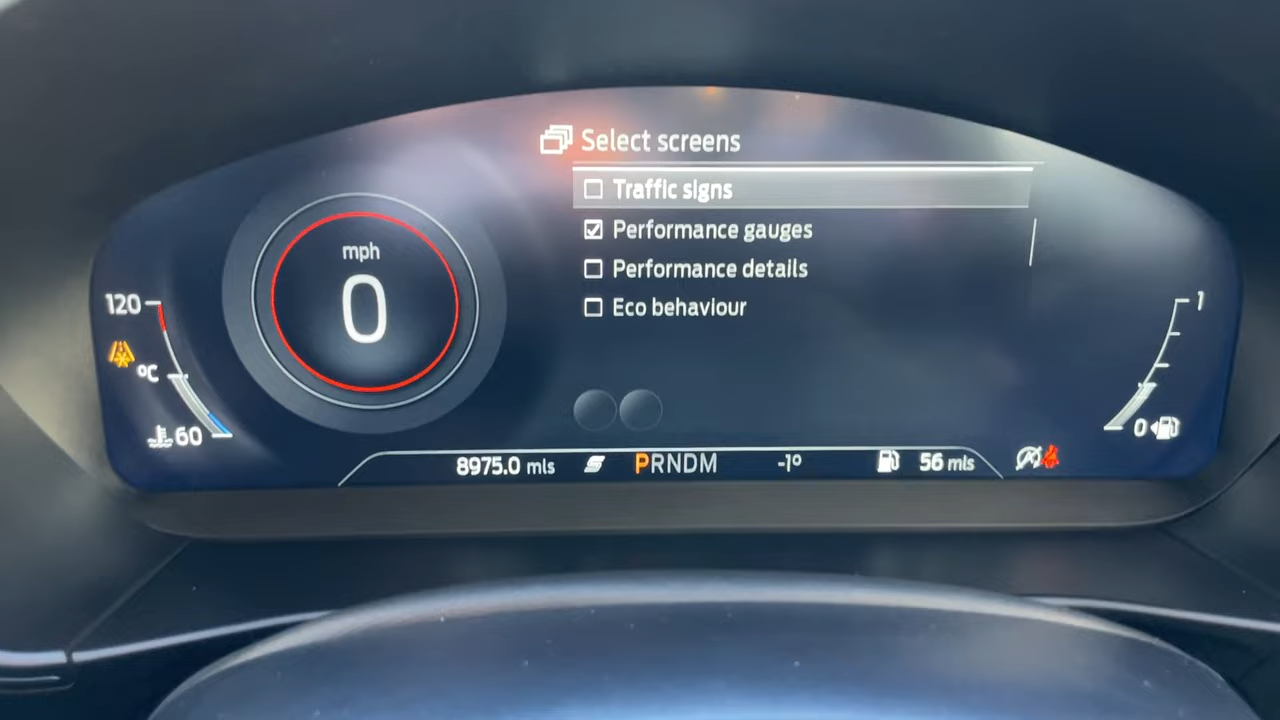 Select screens
Traffic signs
Performance gauges
Performance details
Eco behaviour
mph
0
120
°C
60
1
0
8975.0 mls
PRNDM
-1°
56 mls